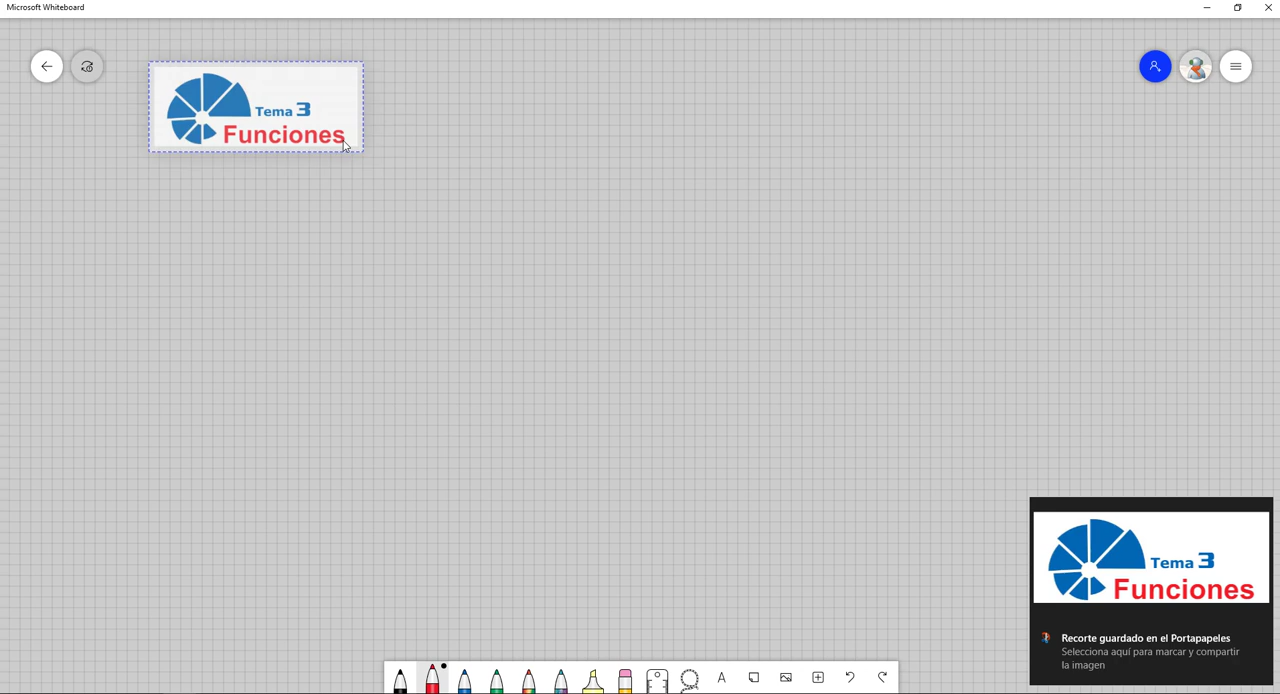 Microsoft Whiteboard
Tema 3
Funciones
Tema 3
Funciones
Recorte guardado en el Portapapeles
Selecciona aquí para marcar y compartir
la imagen
A